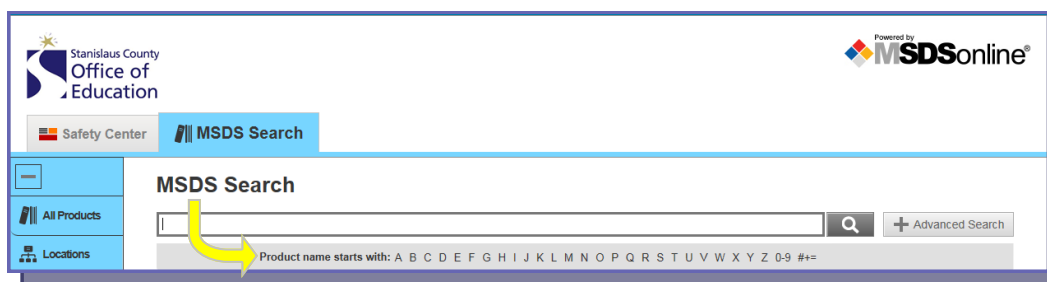 Stanislaus County
Office of
Education
Powered by
MSDSonline®
Safety Center
MSDS Search
MSDS Search
All Products
Advanced Search
Locations
Product name starts with: A B C D E F G H I J K L M N O P Q R S T U V W X Y Z 0-9 #+=